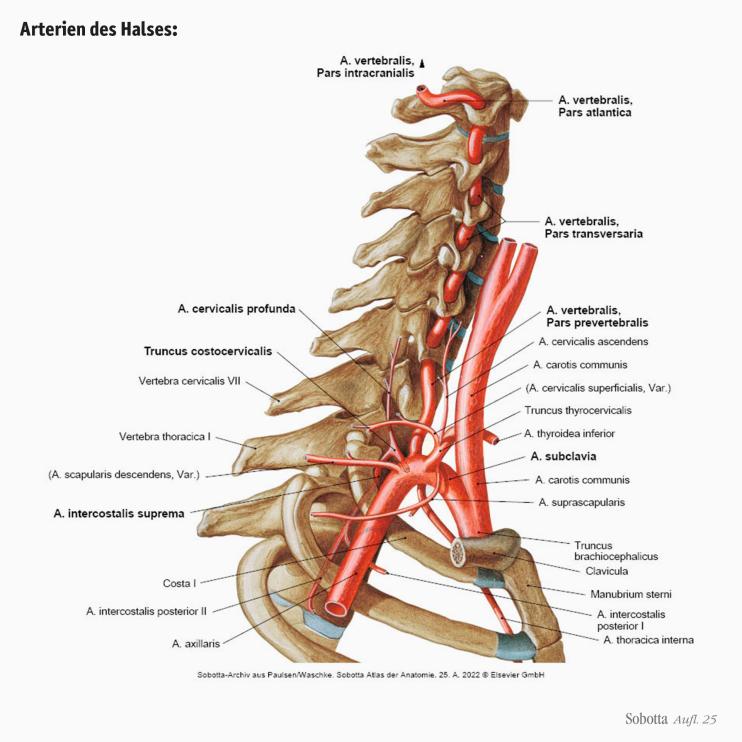 Arterien des Halses:
A. vertebralis,
Pars intracranialis
A. vertebralis,
Pars atlantica
A. vertebralis,
Pars transversaria
A. cervicalis profunda
A. vertebralis,
Pars prevertebralis
A. cervicalis ascendens
Truncus costocervicalis
A. carotis communis
Vertebra cervicalis VII
(A. cervicalis superficialis, Var.)
Truncus thyrocervicalis
Vertebra thoracica I
A. thyroidea inferior
A. subclavia
(A. scapularis descendens, Var.)
A. carotis communis
A. suprascapularis
A. intercostalis suprema
Truncus
brachiocephalicus
Clavicula
Costa I
Manubrium sterni
A. intercostalis posterior II
A. intercostalis
posterior I
A. axillaris
A. thoracica interna
Sobotta-Archiv aus Paulsen/Waschke. Sobotta Atlas der Anatomie. 25. A. 2022 © Elsevier GmbH
Sobotta Aufl. 25